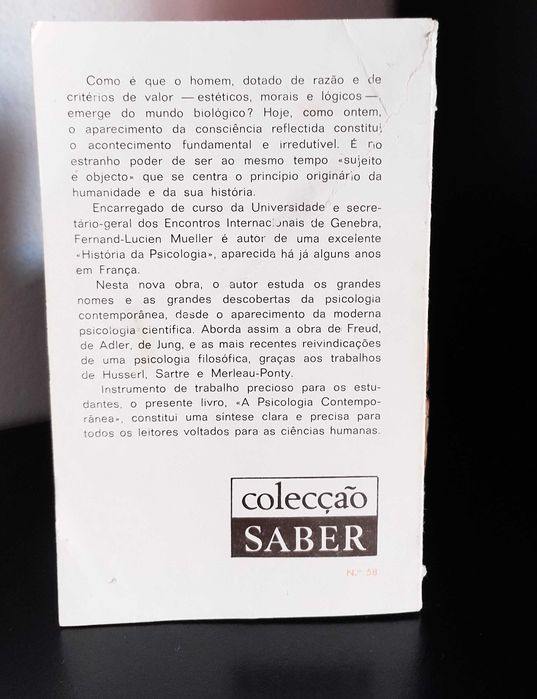 Como é que o homem, dotado de razão e de
critérios de valor — estéticos, morais e lógicos —
emerge do mundo biológico? Hoje, como ontem,
o aparecimento da consciência reflectida constitui
o acontecimento fundamental e irredutível. É no
estranho poder de ser ao mesmo tempo «sujeito
e objecto» que se centra o princípio originário da
humanidade e da sua história.
Encarregado de curso da Universidade e secre-
tário-geral dos Encontros Internacionais de Genebra,
Fernand-Lucien Mueller é autor de uma excelente
«História da Psicologia», aparecida há já alguns anos
em França.
Nesta nova obra, o autor estuda os grandes
nomes e as grandes descobertas da psicologia
contemporânea, desde o aparecimento da moderna
psicologia científica. Aborda assim a obra de Freud,
de Adler, de Jung, e as mais recentes reivindicações
de uma psicologia filosófica, graças aos trabalhos
de Husserl, Sartre e Merleau-Ponty.
Instrumento de trabalho precioso para os estu-
dantes, o presente livro, «A Psicologia Contempo-
rânea», constitui uma síntese clara e precisa para
todos os leitores voltados para as ciências humanas.
colecção
SABER
N.º 58